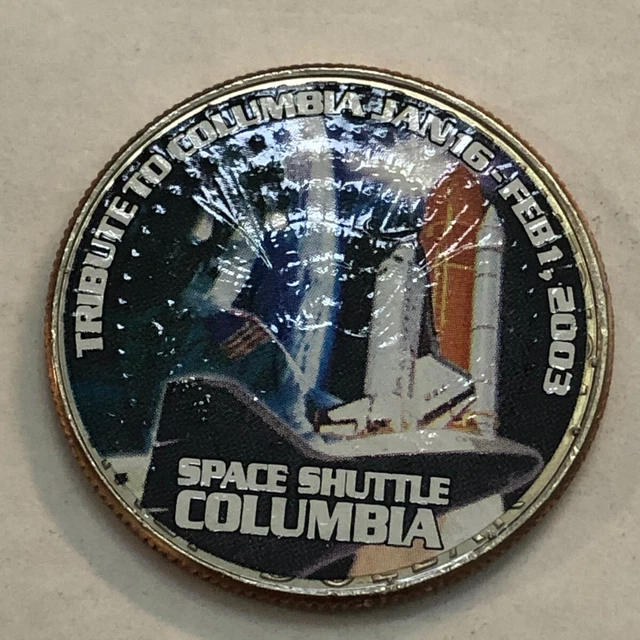 TRIBUTE TO COLUMBIA JAN 16 - FEB 1, 2003
SPACE SHUTTLE
COLUMBIA